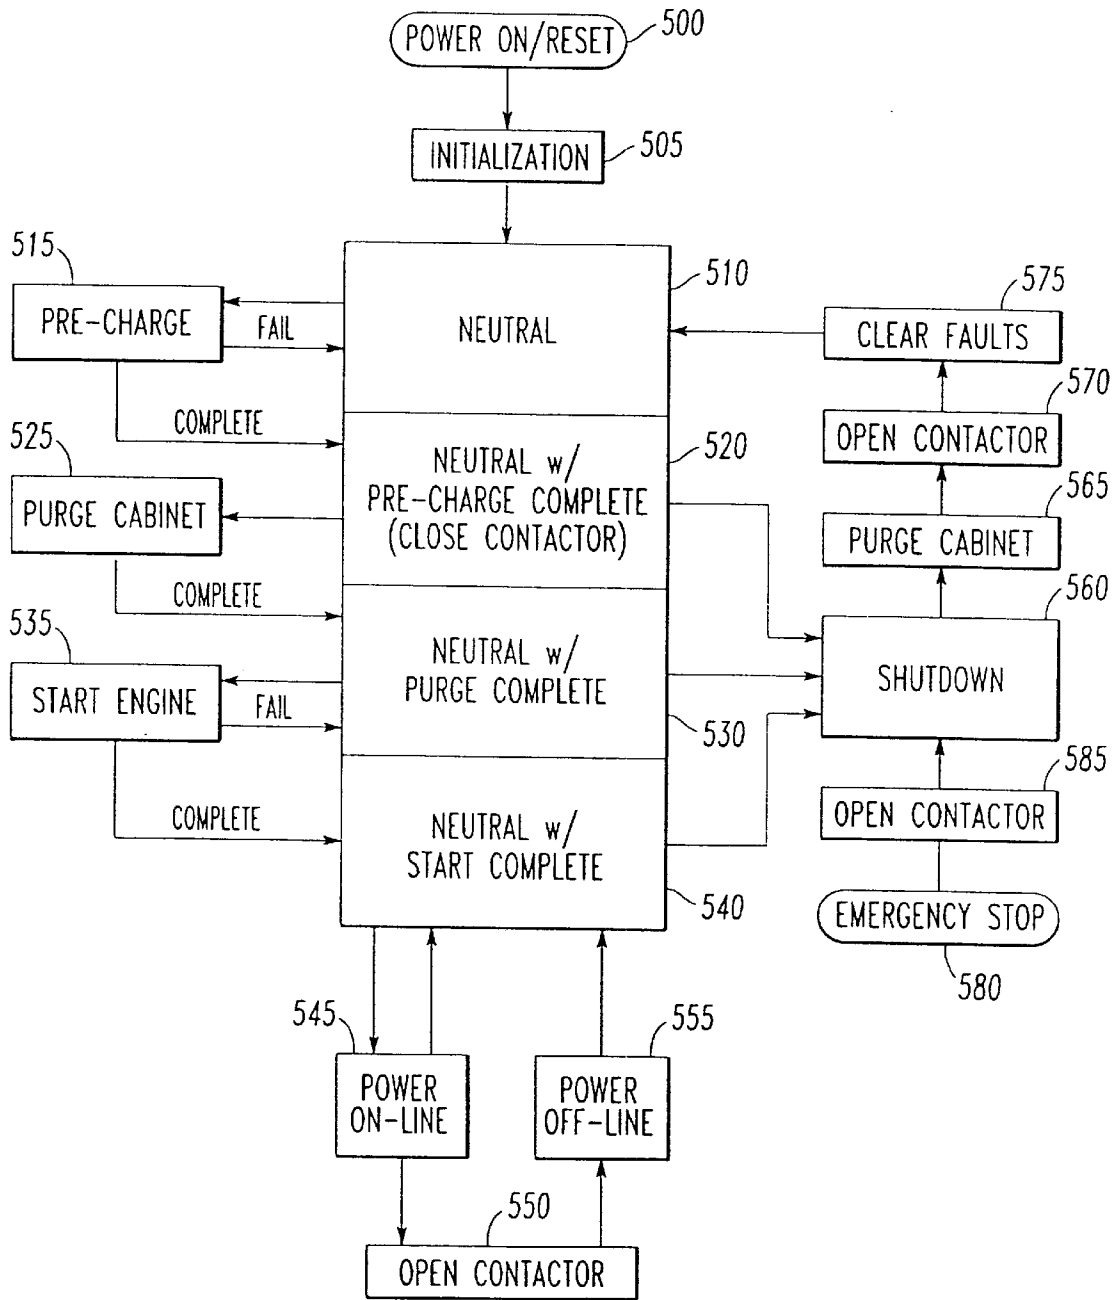 POWER ON/RESET
500
INITIALIZATION
505
515
PRE-CHARGE
FAIL
NEUTRAL
510
575
CLEAR FAULTS
COMPLETE
570
OPEN CONTACTOR
525
PURGE CABINET
NEUTRAL w/
PRE-CHARGE COMPLETE
(CLOSE CONTACTOR)
520
565
PURGE CABINET
COMPLETE
560
SHUTDOWN
535
START ENGINE
FAIL
NEUTRAL w/
PURGE COMPLETE
530
585
OPEN CONTACTOR
COMPLETE
NEUTRAL w/
START COMPLETE
540
EMERGENCY STOP
580
545
POWER
ON-LINE
555
POWER
OFF-LINE
550
OPEN CONTACTOR